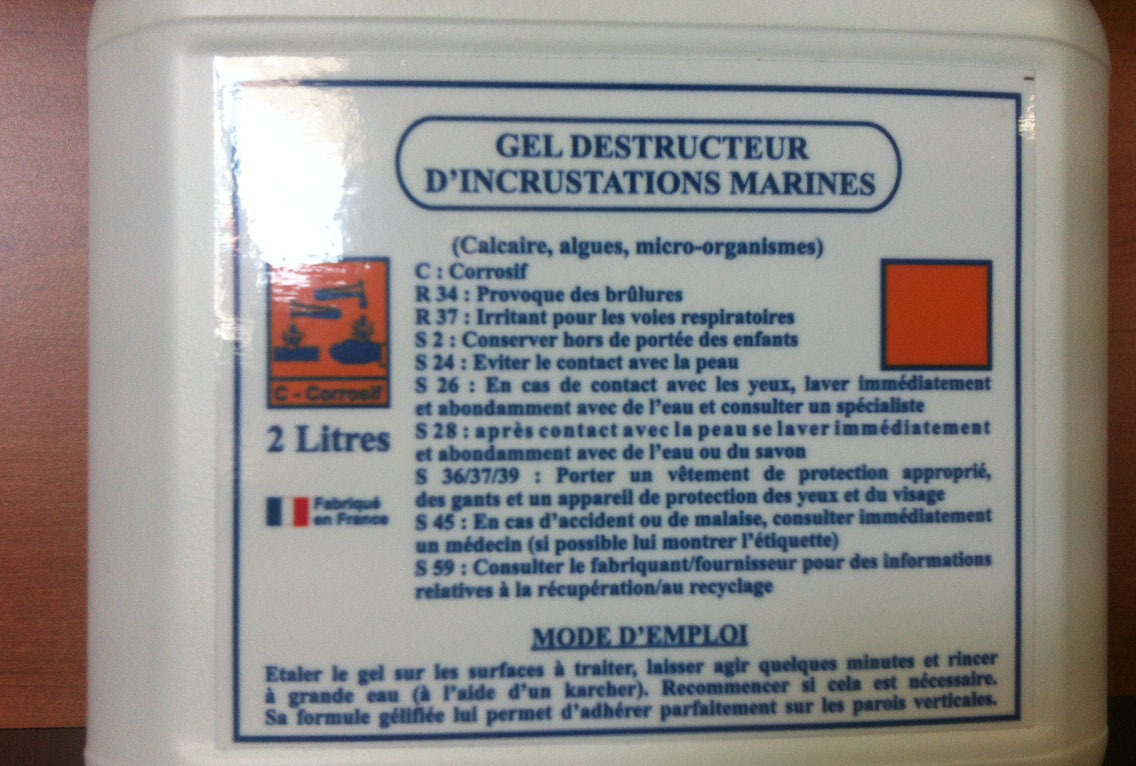 GEL DESTRUCTEUR
D'INCRUSTATIONS MARINES
(Calcaire, algues, micro-organismes)
C : Corrosif
R 34 : Provoque des brûlures
R 37 : Irritant pour les voies respiratoires
S 2 : Conserver hors de portée des enfants
S 24 : Eviter le contact avec la peau
S 26 : En cas de contact avec les yeux, laver immédiatement
et abondamment avec de l'eau et consulter un spécialiste
S 28 : après contact avec la peau se laver immédiatement
et abondamment avec de l'eau ou du savon
S 36/37/39 : Porter un vêtement de protection approprié,
des gants et un appareil de protection des yeux et du visage
S 45 : En cas d'accident ou de malaise, consulter immédiatement
un médecin (si possible lui montrer l'étiquette)
S 59 : Consulter le fabriquant/fournisseur pour des informations
relatives à la récupération/au recyclage
C - Corrosif
2 Litres
Fabriqué
en France
MODE D'EMPLOI
Etaler le gel sur les surfaces à traiter, laisser agir quelques minutes et rincer
à grande eau (à l'aide d'un karcher). Recommencer si cela est nécessaire.
Sa formule gélifiée lui permet d'adhérer parfaitement sur les parois verticales.